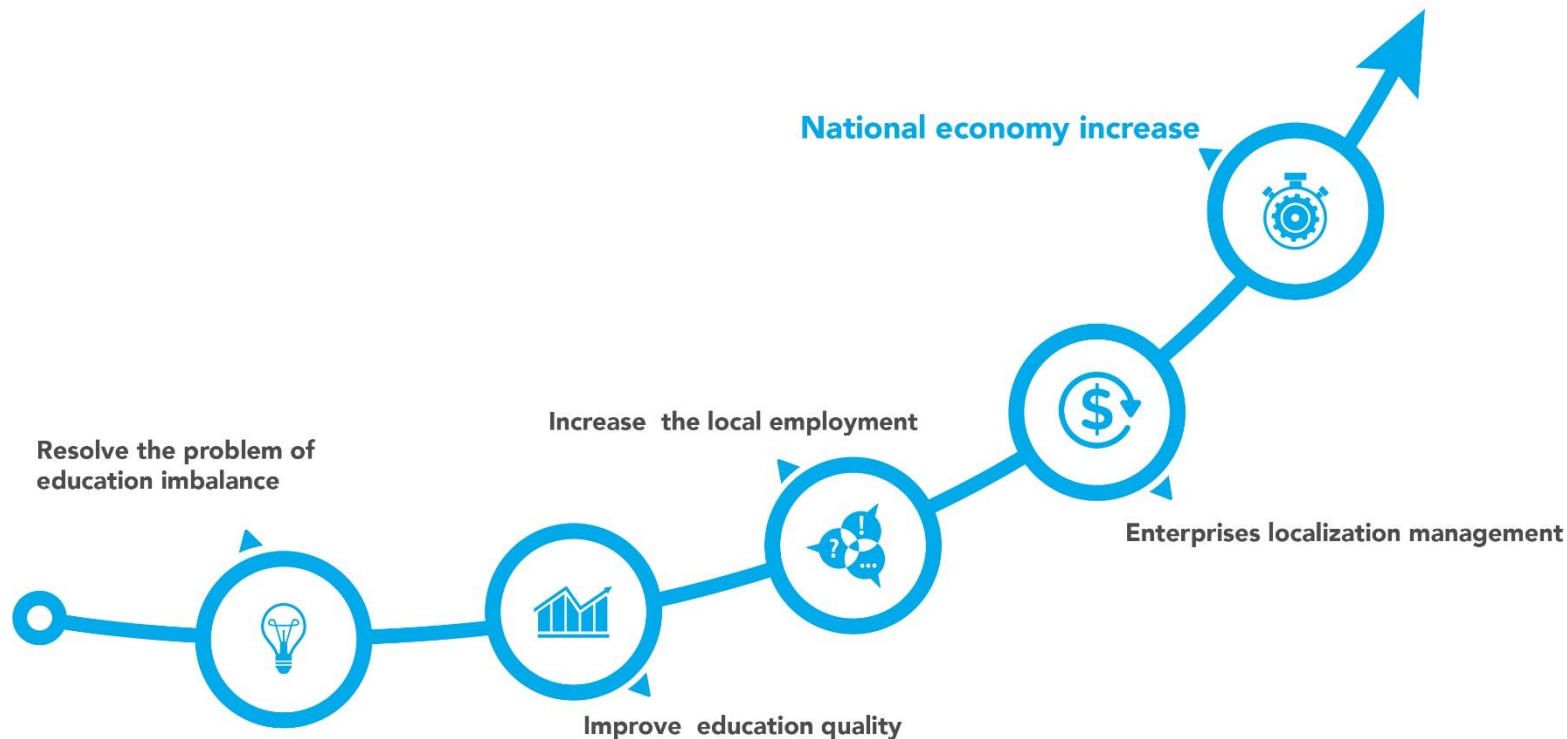 National economy increase
Increase  the local employment
Resolve the problem of
education imbalance
$
Enterprises localization management
! ? ...
Improve  education quality